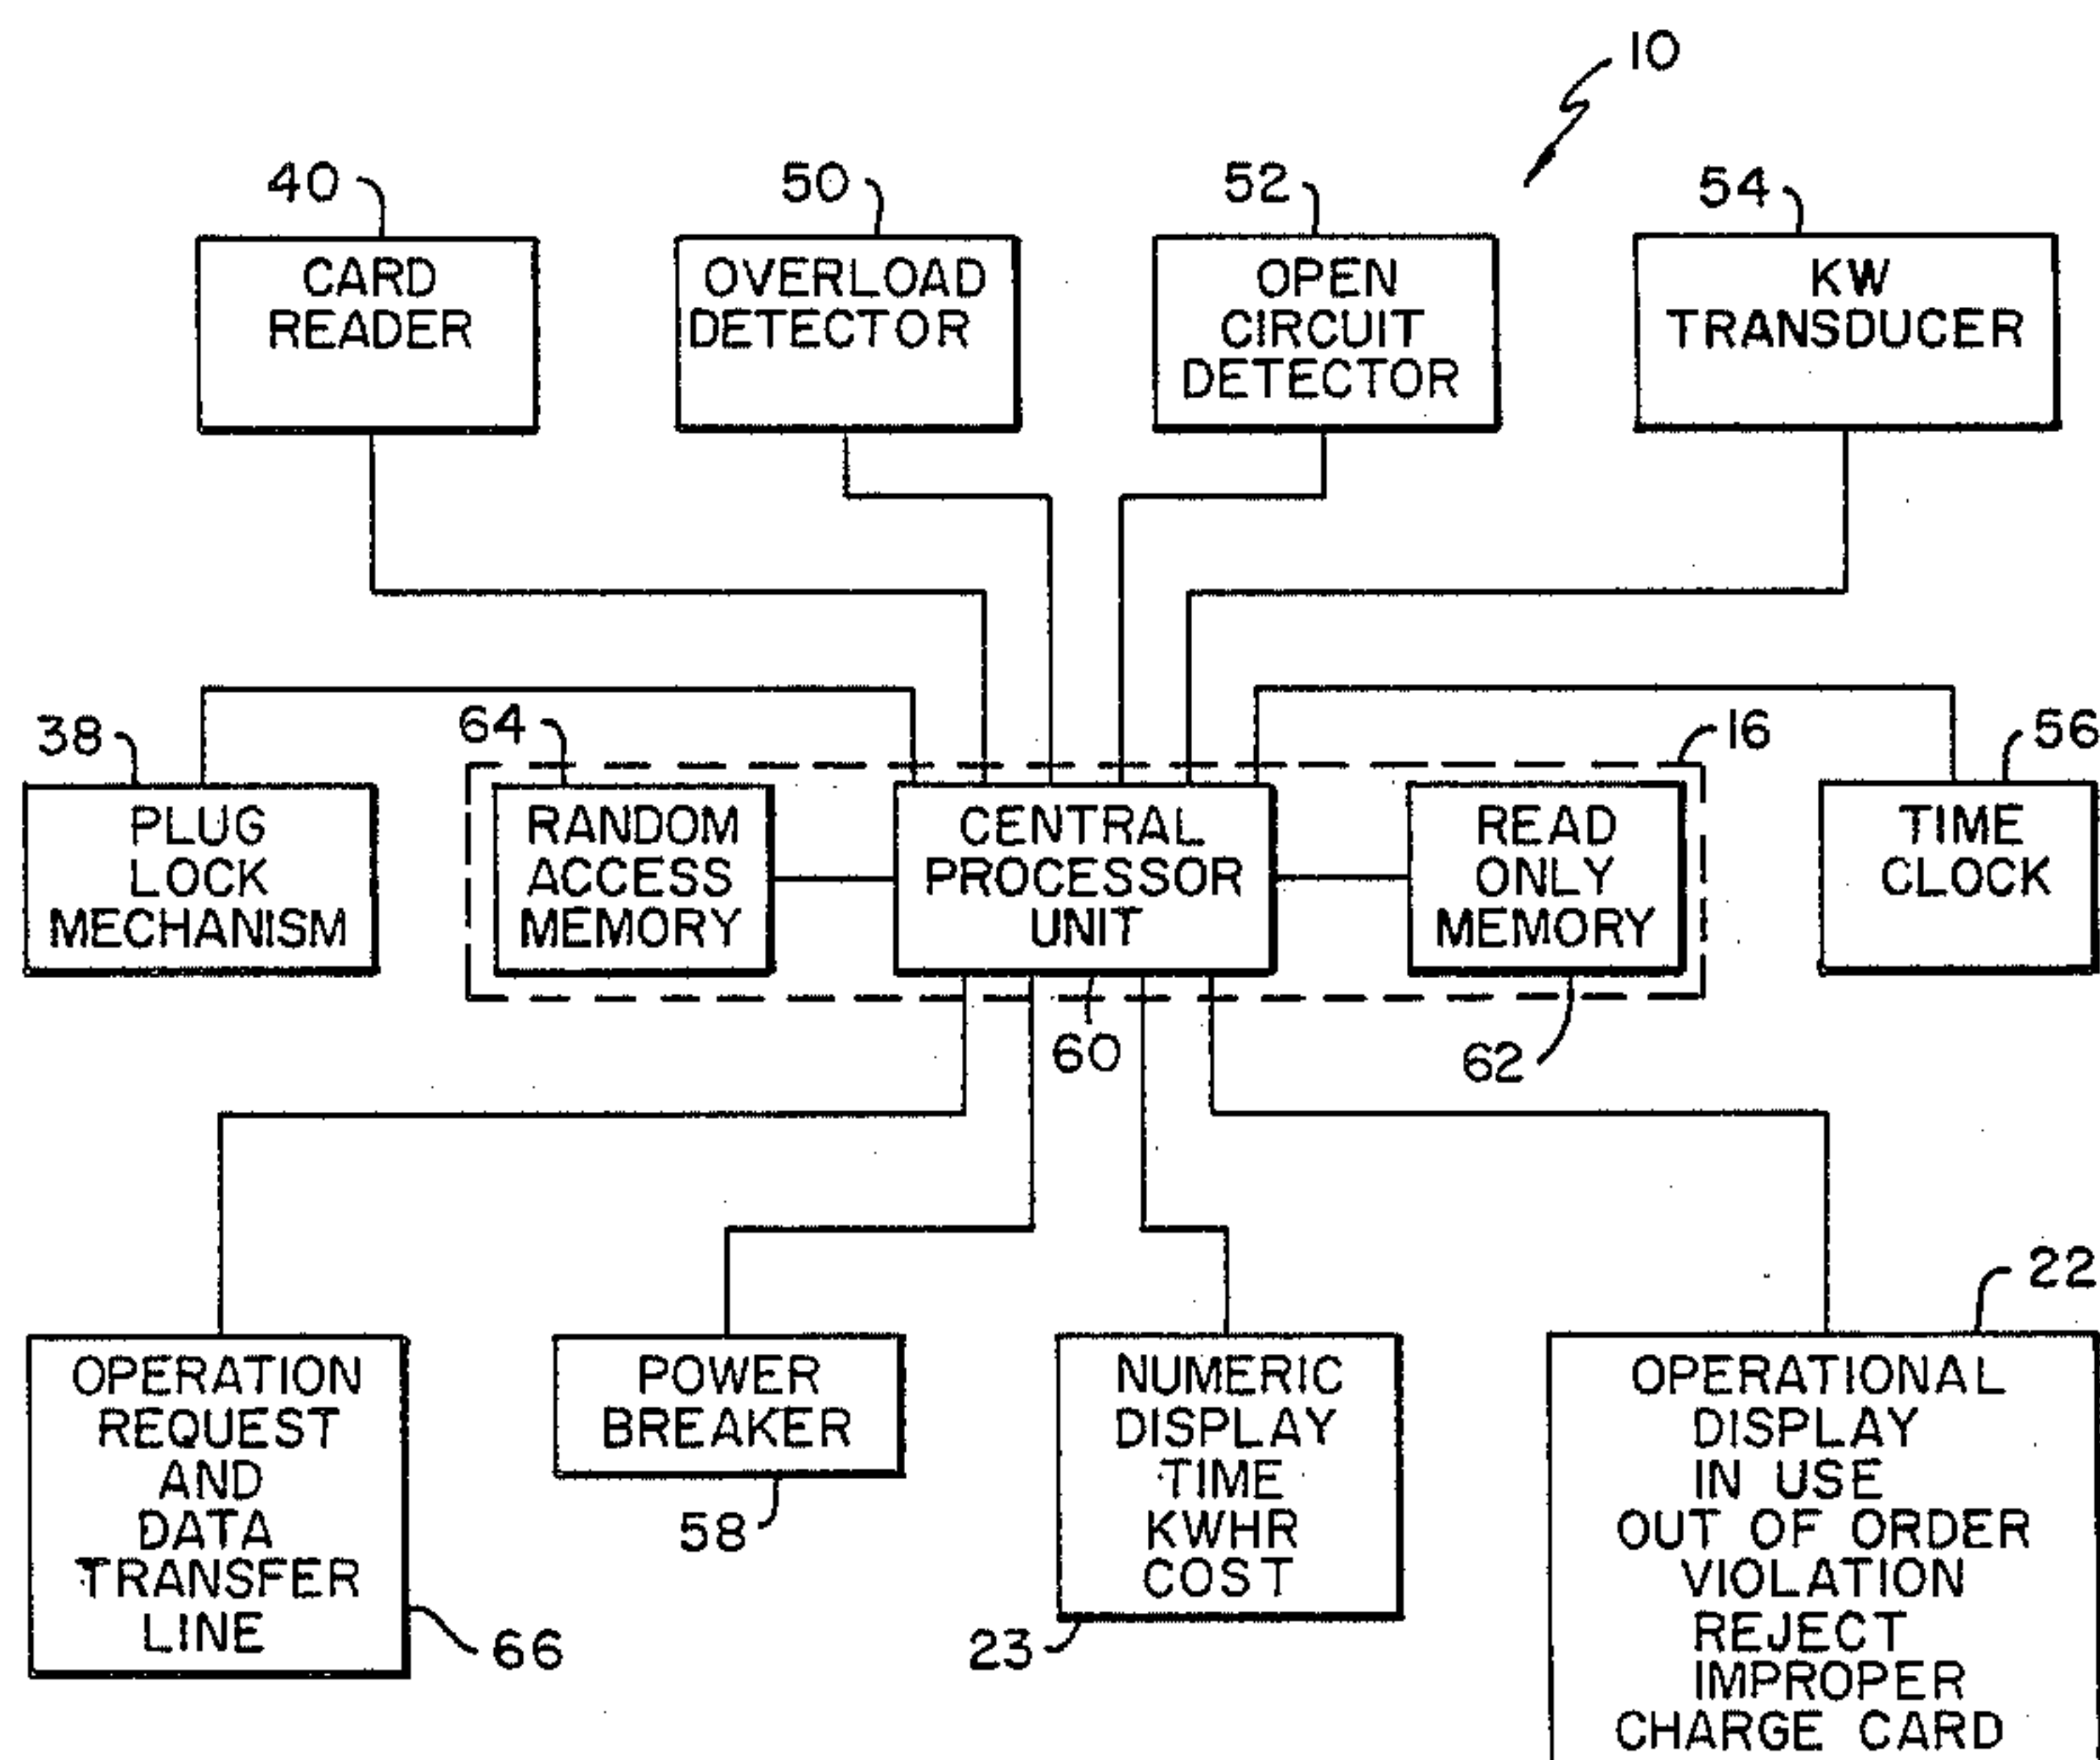 10
40
50
52
54
CARD
READER
OVERLOAD
DETECTOR
OPEN
CIRCUIT
DETECTOR
KW
TRANSDUCER
38
64
16
56
PLUG
LOCK
MECHANISM
RANDOM
ACCESS
MEMORY
CENTRAL
PROCESSOR
UNIT
READ
ONLY
MEMORY
TIME
CLOCK
60
62
22
OPERATION
REQUEST
AND
DATA
TRANSFER
LINE
66
POWER
BREAKER
58
NUMERIC
DISPLAY
TIME
KWHR
COST
23
OPERATIONAL
DISPLAY
IN USE
OUT OF ORDER
VIOLATION
REJECT
IMPROPER
CHARGE CARD